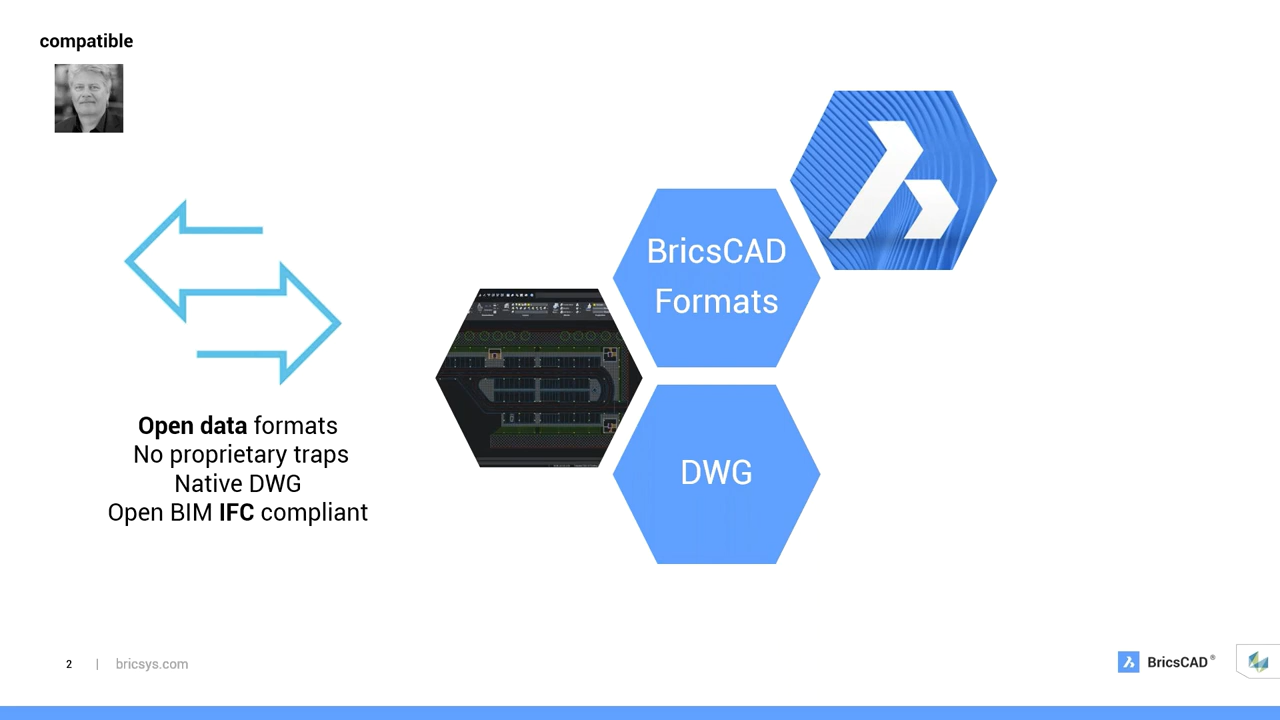 compatible
BricsCAD
Formats
DWG
Open data formats
No proprietary traps
Native DWG
Open BIM IFC compliant
2 | bricsys.com
BricsCAD®